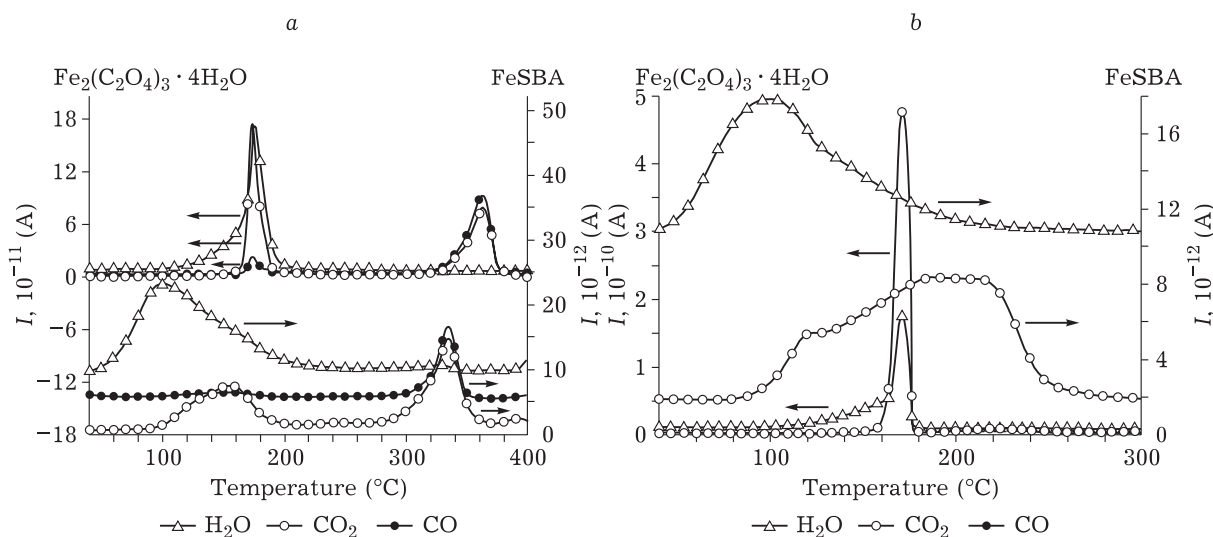 a
Fe₂(C₂O₄)₃ · 4H₂O
FeSBA
18
12
6
0
−6
−12
−18
I, 10⁻¹¹ (A)
50
40
30
20
10
0
I, 10⁻¹² (A)
100
200
300
400
Temperature (°C)
H₂O
CO₂
CO
b
Fe₂(C₂O₄)₃ · 4H₂O
FeSBA
5
4
3
2
1
0
I, 10⁻¹⁰ (A)
16
12
8
4
0
I, 10⁻¹² (A)
100
200
300
Temperature (°C)
H₂O
CO₂
CO